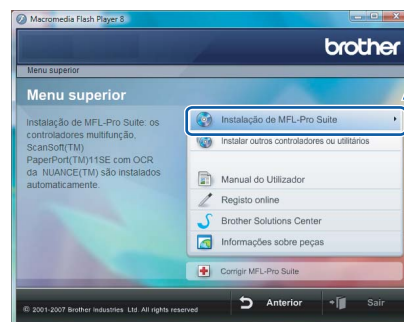 Macromedia Flash Player 8
brother
Menu superior
Menu superior
Instalação de MFL-Pro Suite: os
controladores multifunção,
ScanSoft(TM)
PaperPort(TM)11SE com OCR
da NUANCE(TM) são instalados
automaticamente.
Instalação de MFL-Pro Suite
Instalar outros controladores ou utilitários
Manual do Utilizador
Registo online
Brother Solutions Center
Informações sobre peças
Corrigir MFL-Pro Suite
© 2001-2007 Brother Industries Ltd. All rights reserved
Anterior
Sair